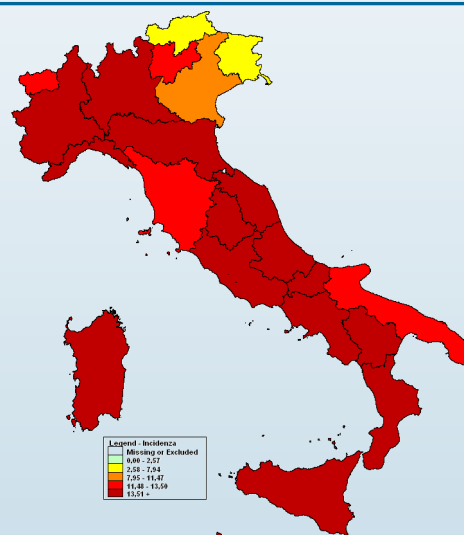 Legend - Incidenza
Missing or Excluded
0,00 - 2,57
2,58 - 7,94
7,95 - 11,47
11,48 - 13,50
13,51 +